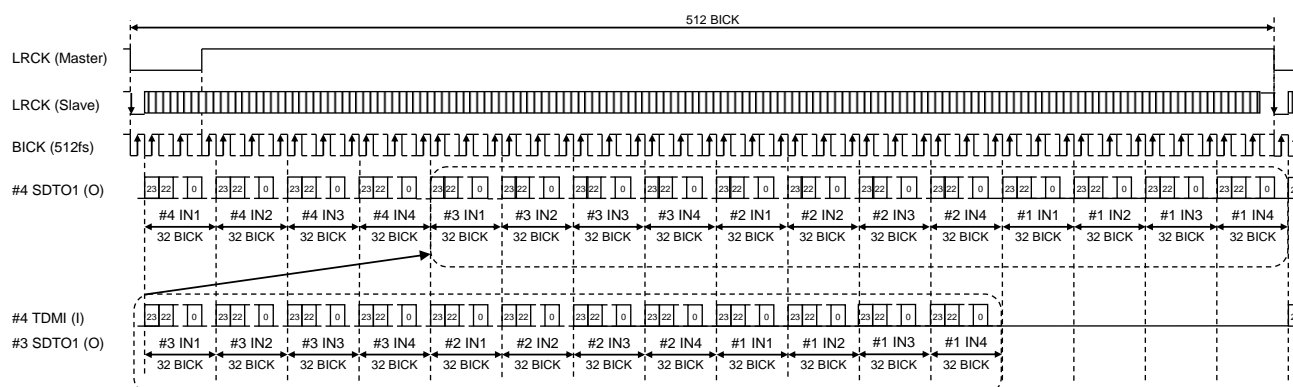 512 BICK
LRCK (Master)
LRCK (Slave)
BICK (512fs)
#4 SDTO1 (O)
23 22 0 23 22 0 23 22 0 23 22 0 23 22 0 23 22 0 23 22 0 23 22 0 23 22 0 23 22 0 23 22 0 23 22 0 23 22 0 23 22 0 23 22 0 23 22 0
#4 IN1 #4 IN2 #4 IN3 #4 IN4 #3 IN1 #3 IN2 #3 IN3 #3 IN4 #2 IN1 #2 IN2 #2 IN3 #2 IN4 #1 IN1 #1 IN2 #1 IN3 #1 IN4
32 BICK 32 BICK 32 BICK 32 BICK 32 BICK 32 BICK 32 BICK 32 BICK 32 BICK 32 BICK 32 BICK 32 BICK 32 BICK 32 BICK 32 BICK 32 BICK
#4 TDMI (I)
23 22 0 23 22 0 23 22 0 23 22 0 23 22 0 23 22 0 23 22 0 23 22 0 23 22 0 23 22 0 23 22 0 23 22 0
#3 SDTO1 (O)
#3 IN1 #3 IN2 #3 IN3 #3 IN4 #2 IN1 #2 IN2 #2 IN3 #2 IN4 #1 IN1 #1 IN2 #1 IN3 #1 IN4
32 BICK 32 BICK 32 BICK 32 BICK 32 BICK 32 BICK 32 BICK 32 BICK 32 BICK 32 BICK 32 BICK 32 BICK